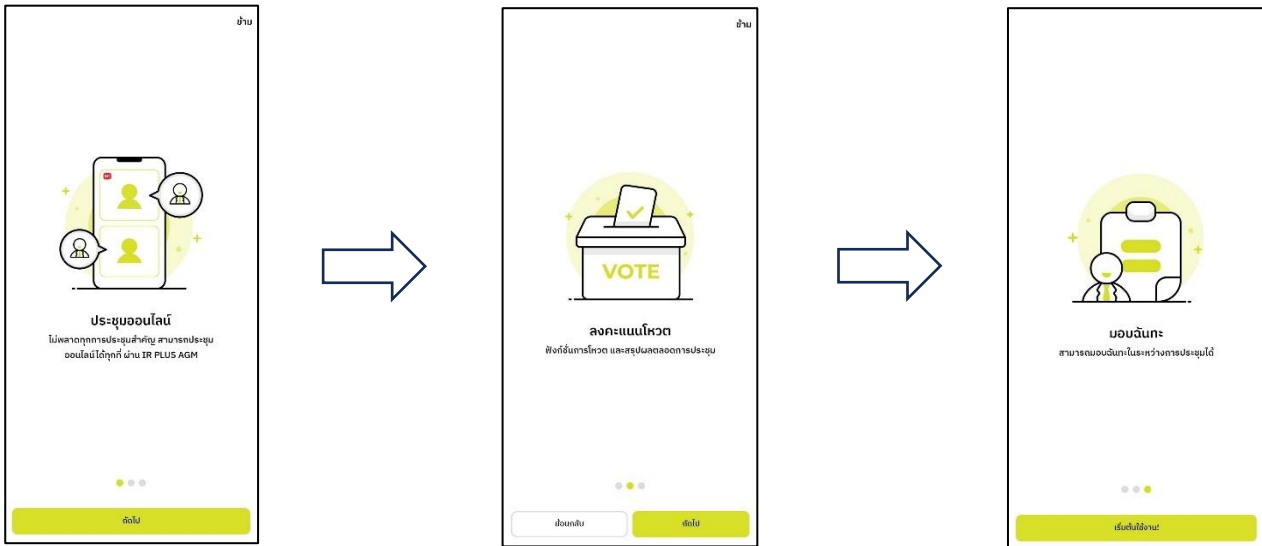 ข้าม
ประชุมออนไลน์
ไม่พลาดทุกการประชุมสำคัญ สามารถประชุม
ออนไลน์ได้ทุกที่ ผ่าน IR PLUS AGM
ถัดไป
ข้าม
VOTE
ลงคะแนนโหวต
ฟังก์ชั่นการโหวต และสรุปผลตลอดการประชุม
ย้อนกลับ
ถัดไป
มอบฉันทะ
สามารถมอบฉันทะในระหว่างการประชุมได้
เริ่มต้นใช้งาน!